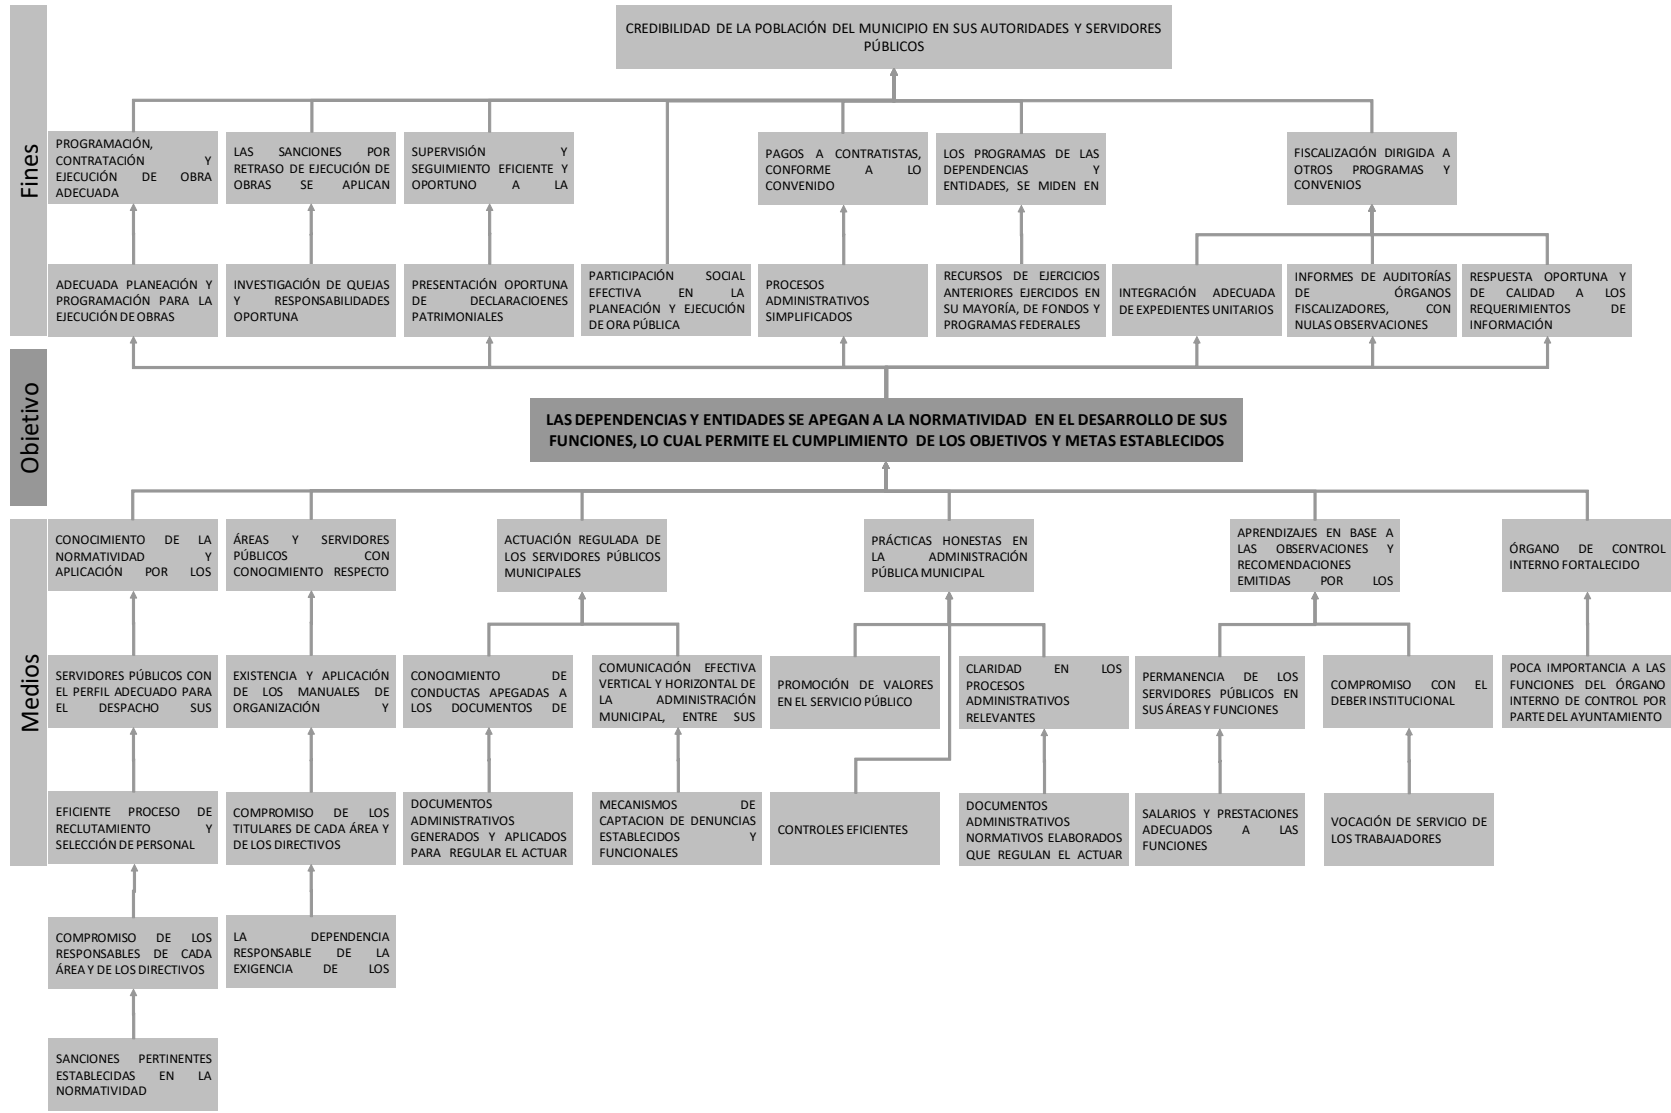 CREDIBILIDAD DE LA POBLACIÓN DEL MUNICIPIO EN SUS AUTORIDADES Y SERVIDORES
PÚBLICOS
Fines
PROGRAMACIÓN,
CONTRATACIÓN Y
EJECUCIÓN DE OBRA
ADECUADA
LAS SANCIONES POR
RETRASO DE EJECUCIÓN DE
OBRAS SE APLICAN
SUPERVISIÓN Y
SEGUIMIENTO EFICIENTE Y
OPORTUNO A LA
PAGOS A CONTRATISTAS,
CONFORME A LO
CONVENIDO
LOS PROGRAMAS DE LAS
DEPENDENCIAS Y
ENTIDADES, SE MIDEN EN
FISCALIZACIÓN DIRIGIDA A
OTROS PROGRAMAS Y
CONVENIOS
ADECUADA PLANEACIÓN Y
PROGRAMACIÓN PARA LA
EJECUCIÓN DE OBRAS
INVESTIGACIÓN DE QUEJAS
Y RESPONSABILIDADES
OPORTUNA
PRESENTACIÓN OPORTUNA
DE DECLARACIOENES
PATRIMONIALES
PARTICIPACIÓN SOCIAL
EFECTIVA EN LA
PLANEACIÓN Y EJECUCIÓN
DE ORA PÚBLICA
PROCESOS
ADMINISTRATIVOS
SIMPLIFICADOS
RECURSOS DE EJERCICIOS
ANTERIORES EJERCIDOS EN
SU MAYORÍA, DE FONDOS Y
PROGRAMAS FEDERALES
INTEGRACIÓN ADECUADA
DE EXPEDIENTES UNITARIOS
INFORMES DE AUDITORÍAS
DE ÓRGANOS
FISCALIZADORES, CON
NULAS OBSERVACIONES
RESPUESTA OPORTUNA Y
DE CALIDAD A LOS
REQUERIMIENTOS DE
INFORMACIÓN
Objetivo
LAS DEPENDENCIAS Y ENTIDADES SE APEGAN A LA NORMATIVIDAD EN EL DESARROLLO DE SUS
FUNCIONES, LO CUAL PERMITE EL CUMPLIMIENTO DE LOS OBJETIVOS Y METAS ESTABLECIDOS
Medios
CONOCIMIENTO DE LA
NORMATIVIDAD Y
APLICACIÓN POR LOS
ÁREAS Y SERVIDORES
PÚBLICOS CON
CONOCIMIENTO RESPECTO
ACTUACIÓN REGULADA DE
LOS SERVIDORES PÚBLICOS
MUNICIPALES
PRÁCTICAS HONESTAS EN
LA ADMINISTRACIÓN
PÚBLICA MUNICIPAL
APRENDIZAJES EN BASE A
LAS OBSERVACIONES Y
RECOMENDACIONES
EMITIDAS POR LOS
ÓRGANO DE CONTROL
INTERNO FORTALECIDO
SERVIDORES PÚBLICOS CON
EL PERFIL ADECUADO PARA
EL DESPACHO SUS
EXISTENCIA Y APLICACIÓN
DE LOS MANUALES DE
ORGANIZACIÓN Y
CONOCIMIENTO DE
CONDUCTAS APEGADAS A
LOS DOCUMENTOS DE
COMUNICACIÓN EFECTIVA
VERTICAL Y HORIZONTAL DE
LA ADMINISTRACIÓN
MUNICIPAL, ENTRE SUS
PROMOCIÓN DE VALORES
EN EL SERVICIO PÚBLICO
CLARIDAD EN LOS
PROCESOS
ADMINISTRATIVOS
RELEVANTES
PERMANENCIA DE LOS
SERVIDORES PÚBLICOS EN
SUS ÁREAS Y FUNCIONES
COMPROMISO CON EL
DEBER INSTITUCIONAL
POCA IMPORTANCIA A LAS
FUNCIONES DEL ÓRGANO
INTERNO DE CONTROL POR
PARTE DEL AYUNTAMIENTO
EFICIENTE PROCESO DE
RECLUTAMIENTO Y
SELECCIÓN DE PERSONAL
COMPROMISO DE LOS
TITULARES DE CADA ÁREA Y
DE LOS DIRECTIVOS
DOCUMENTOS
ADMINISTRATIVOS
GENERADOS Y APLICADOS
PARA REGULAR EL ACTUAR
MECANISMOS DE
CAPTACION DE DENUNCIAS
ESTABLECIDOS Y
FUNCIONALES
CONTROLES EFICIENTES
DOCUMENTOS
ADMINISTRATIVOS
NORMATIVOS ELABORADOS
QUE REGULAN EL ACTUAR
SALARIOS Y PRESTACIONES
ADECUADOS A LAS
FUNCIONES
VOCACIÓN DE SERVICIO DE
LOS TRABAJADORES
COMPROMISO DE LOS
RESPONSABLES DE CADA
ÁREA Y DE LOS DIRECTIVOS
LA DEPENDENCIA
RESPONSABLE DE LA
EXIGENCIA DE LOS
SANCIONES PERTINENTES
ESTABLECIDAS EN LA
NORMATIVIDAD